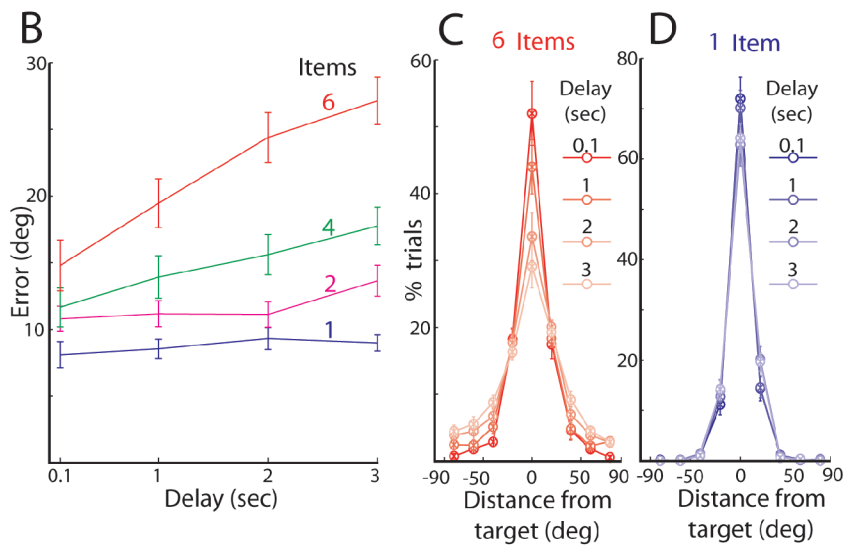 B
Items
6
4
2
1
30
20
10
Error (deg)
0.1 1 2 3
Delay (sec)
C
6 Items
60
40
20
% trials
Delay
(sec)
0.1
1
2
3
-90 -50 0 50 90
Distance from
target (deg)
D
1 Item
80
60
40
20
Delay
(sec)
0.1
1
2
3
-90 -50 0 50 90
Distance from
target (deg)